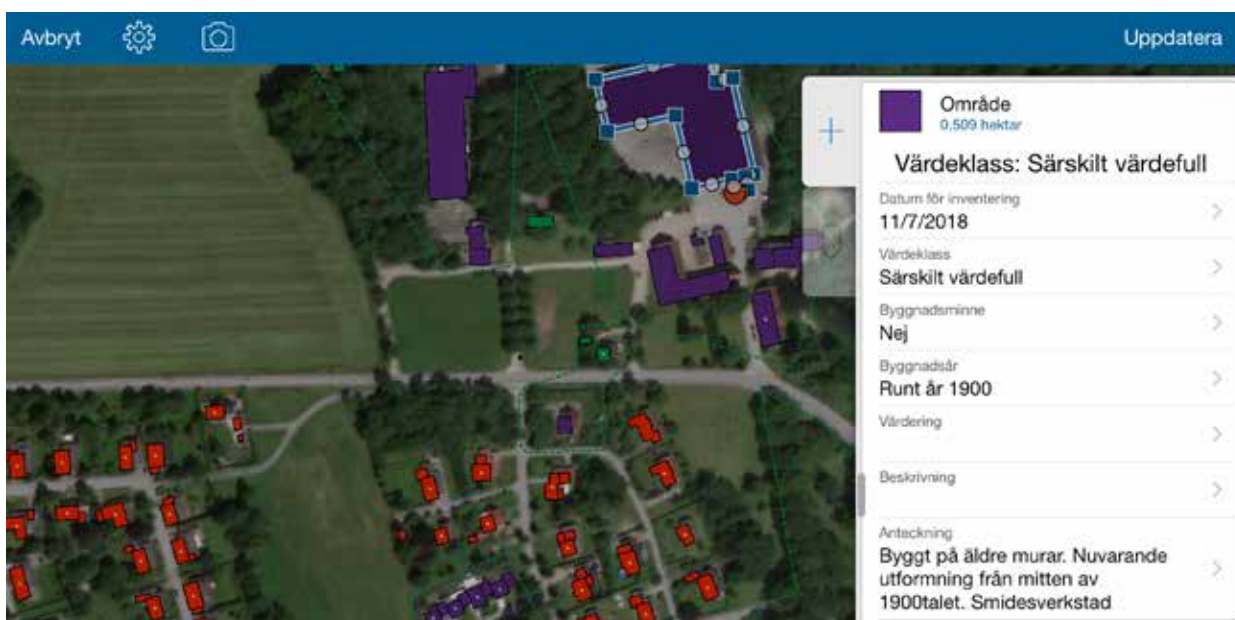 Avbryt
Uppdatera
Område
0,509 hektar
Värdeklass: Särskilt värdefull
Datum för inventering
11/7/2018
Värdeklass
Särskilt värdefull
Byggnadsminne
Nej
Byggnadsår
Runt år 1900
Värdering
Beskrivning
Anteckning
Byggt på äldre murar. Nuvarande
utformning från mitten av
1900talet. Smidesverkstad